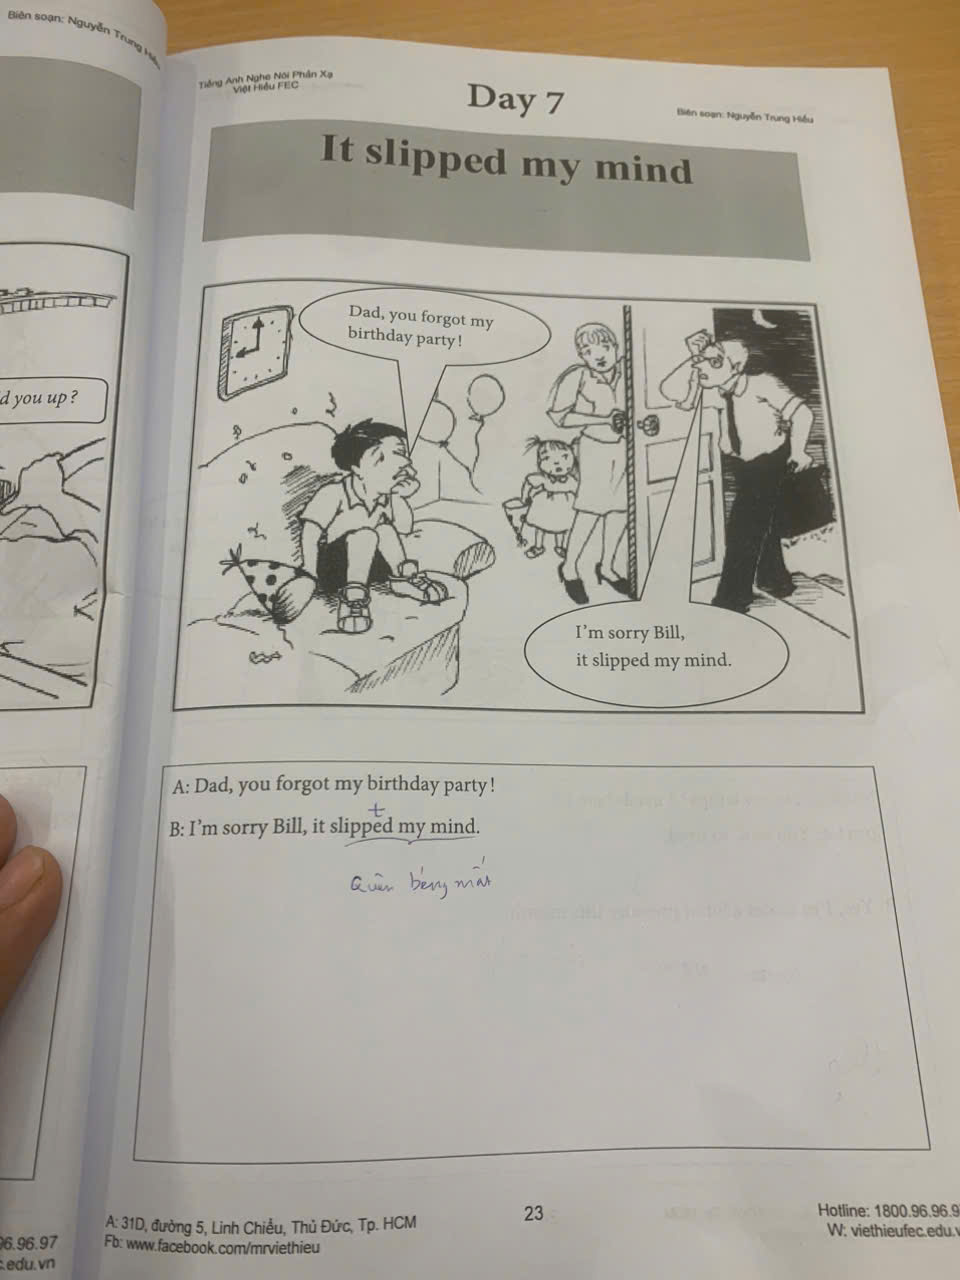 Biên soạn: Nguyễn Trung Hiếu
d you up?
96.96.97
c.edu.vn
Tiếng Anh Nghe Nói Phản Xạ
Việt Hiếu FEC
Day 7
Biên soạn: Nguyễn Trung Hiếu
It slipped my mind
Dad, you forgot my
birthday party!
I'm sorry Bill,
it slipped my mind.
A: Dad, you forgot my birthday party!
t
B: I'm sorry Bill, it slipped my mind.
Quên béng mất
A: 31D, đường 5, Linh Chiểu, Thủ Đức, Tp. HCM
Fb: www.facebook.com/mrviethieu
23
Hotline: 1800.96.96.9
W: viethieufec.edu.v